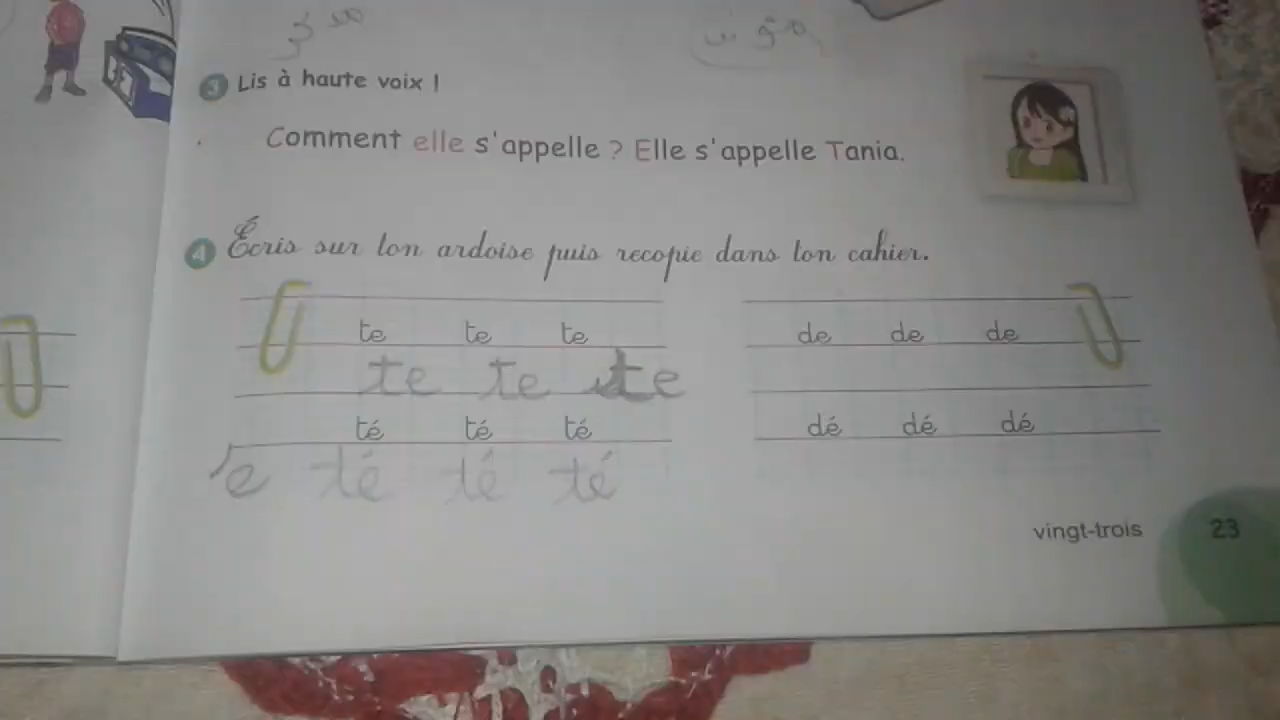 3 Lis à haute voix !
Comment elle s'appelle ? Elle s'appelle Tania.
4 Écris sur ton ardoise puis recopie dans ton cahier.
te te te de de de
te te te
té té té dé dé dé
e té té té
vingt-trois 23